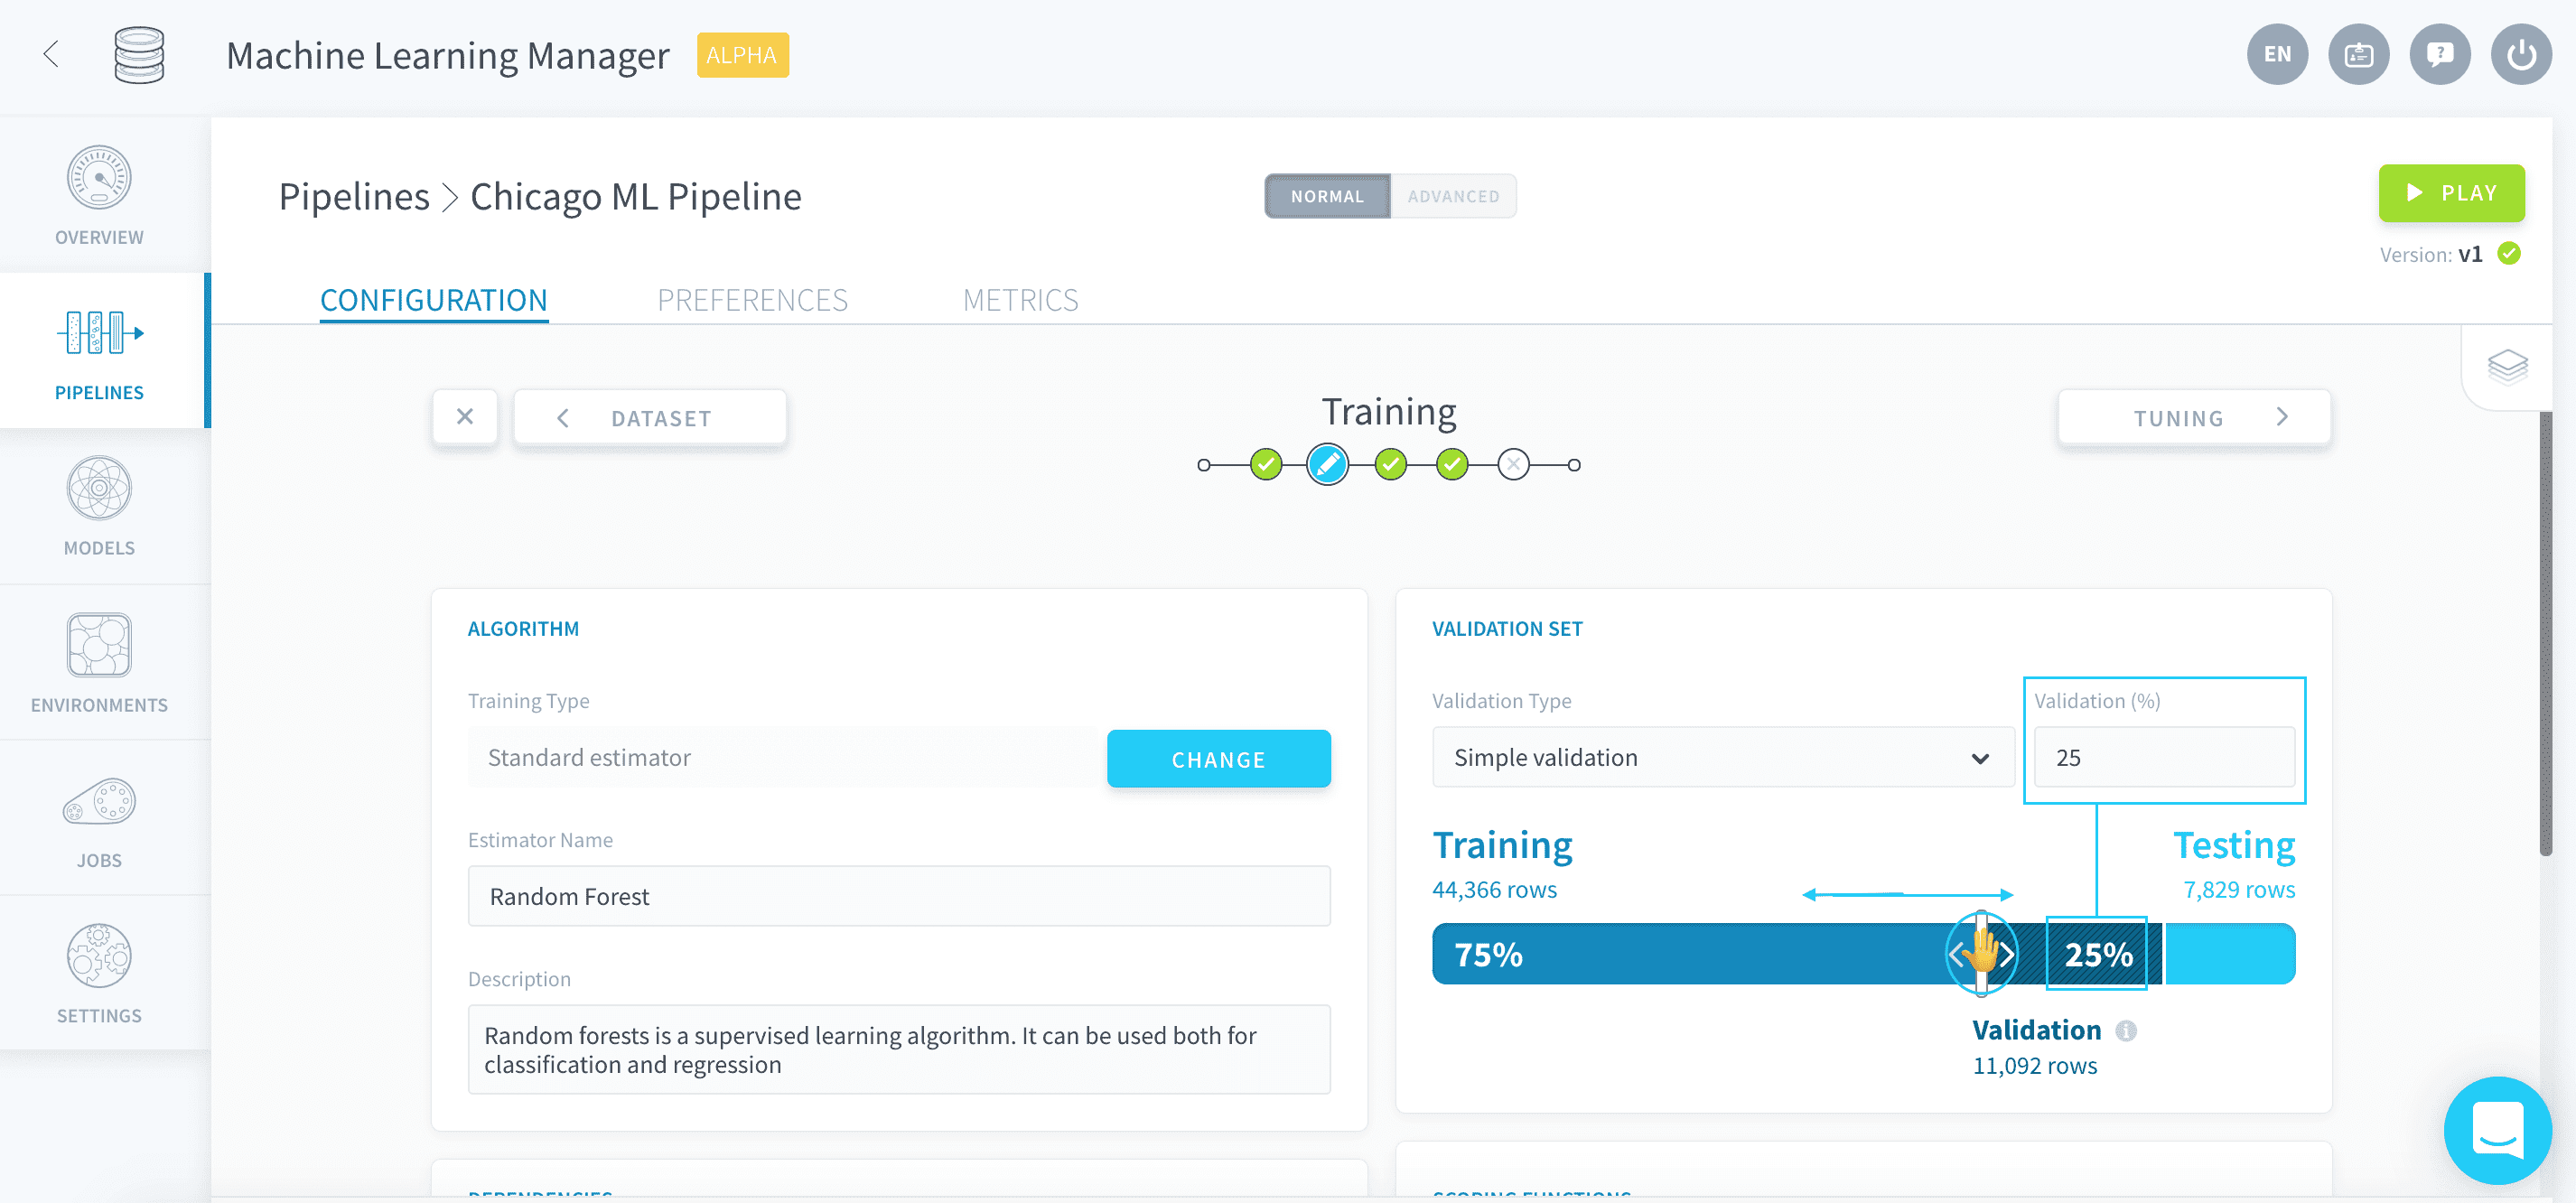 Machine Learning Manager ALPHA
EN
OVERVIEW
PIPELINES
MODELS
ENVIRONMENTS
JOBS
SETTINGS
Pipelines > Chicago ML Pipeline
NORMAL ADVANCED
PLAY
Version: v1
CONFIGURATION PREFERENCES METRICS
DATASET
Training
TUNING
ALGORITHM
Training Type
Standard estimator
CHANGE
Estimator Name
Random Forest
Description
Random forests is a supervised learning algorithm. It can be used both for
classification and regression
VALIDATION SET
Validation Type
Simple validation
Validation (%)
25
Training
44,366 rows
Testing
7,829 rows
75%
25%
Validation
11,092 rows
DEPENDENCIES
SCORING FUNCTIONS